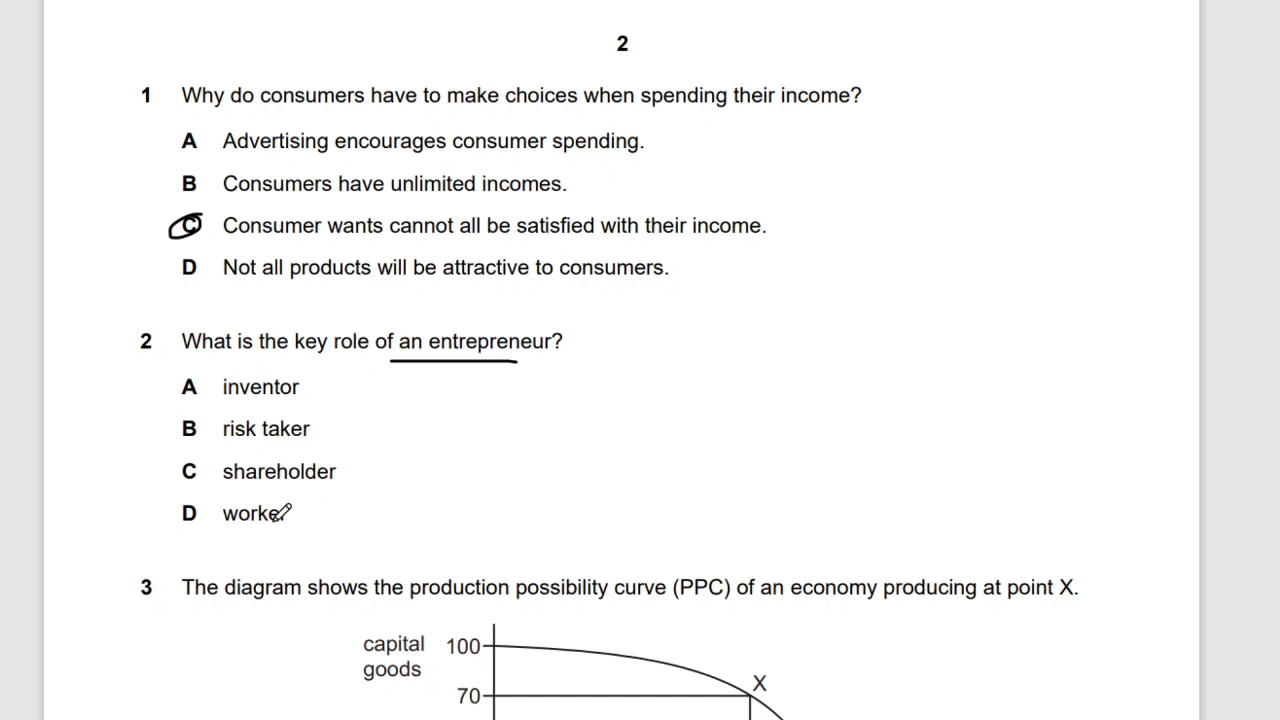 2
1 Why do consumers have to make choices when spending their income?
A Advertising encourages consumer spending.
B Consumers have unlimited incomes.
C Consumer wants cannot all be satisfied with their income.
D Not all products will be attractive to consumers.
2 What is the key role of an entrepreneur?
A inventor
B risk taker
C shareholder
D worker
3 The diagram shows the production possibility curve (PPC) of an economy producing at point X.
capital 100
goods
X
70